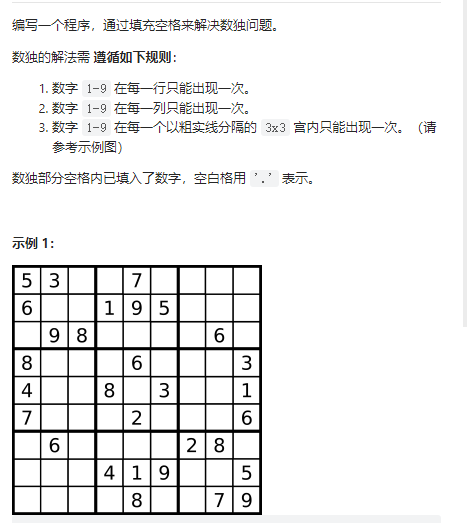 编写一个程序，通过填充空格来解决数独问题。
数独的解法需 遵循如下规则：
1. 数字 1-9 在每一行只能出现一次。
2. 数字 1-9 在每一列只能出现一次。
3. 数字 1-9 在每一个以粗实线分隔的 3x3 宫内只能出现一次。（请
参考示例图）
数独部分空格内已填入了数字，空白格用 '.' 表示。
示例 1：
5 3 7
6 1 9 5
9 8 6
8 6 3
4 8 3 1
7 2 6
6 2 8
4 1 9 5
8 7 9